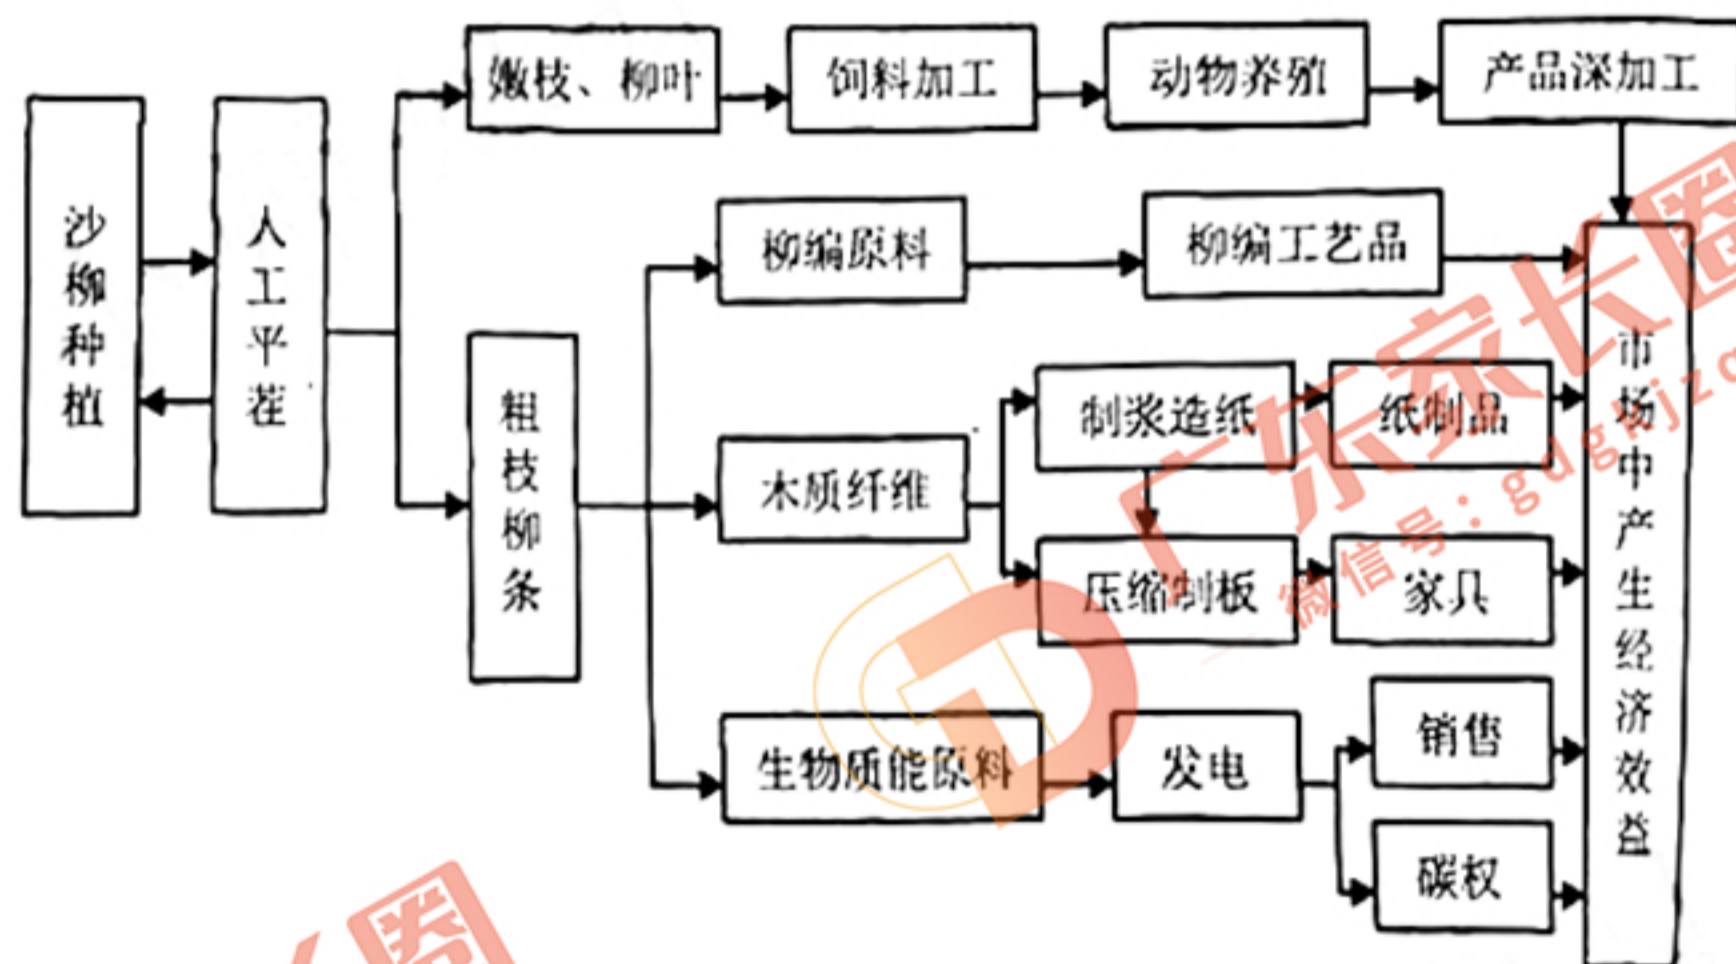 沙柳种植
人工平茬
嫩枝、柳叶
饲料加工
动物养殖
产品深加工
粗枝柳条
柳编原料
柳编工艺品
木质纤维
制浆造纸
纸制品
压缩制板
家具
生物质能原料
发电
销售
碳权
市场中产生经济效益
广东家长圈
微信号：gdgkjzq
圈